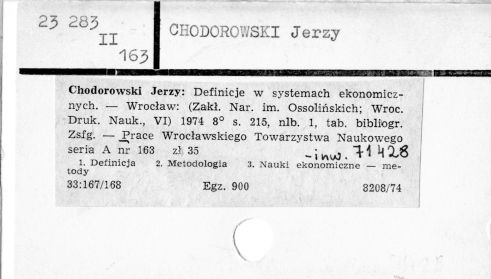 23 283
II
163
CHODOROWSKI Jerzy
Chodorowski Jerzy: Definicje w systemach ekonomicz-
nych. — Wrocław: (Zakł. Nar. im. Ossolińskich; Wroc.
Druk. Nauk., VI) 1974 8° s. 215, nlb. 1, tab. bibliogr.
Zsfg. — Prace Wrocławskiego Towarzystwa Naukowego
seria A nr 163 zł 35
-inw. 71428
1. Definicja 2. Metodologia 3. Nauki ekonomiczne — me-
tody
33:167/168 Egz. 900 8208/74